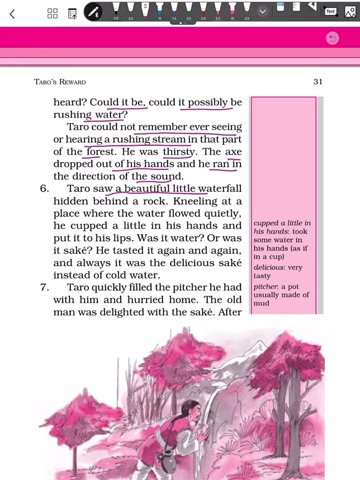 Text
TARO'S REWARD 31
heard? Could it be, could it possibly be
rushing water?
Taro could not remember ever seeing
or hearing a rushing stream in that part
of the forest. He was thirsty. The axe
dropped out of his hands and he ran in
the direction of the sound.
6. Taro saw a beautiful little waterfall
hidden behind a rock. Kneeling at a
place where the water flowed quietly,
he cupped a little in his hands and
put it to his lips. Was it water? Or was
it saké? He tasted it again and again,
and always it was the delicious saké
instead of cold water.
7. Taro quickly filled the pitcher he had
with him and hurried home. The old
man was delighted with the saké. After
cupped a little in
his hands: took
some water in
his hands (as if
in a cup)
delicious: very
tasty
pitcher: a pot
usually made of
mud